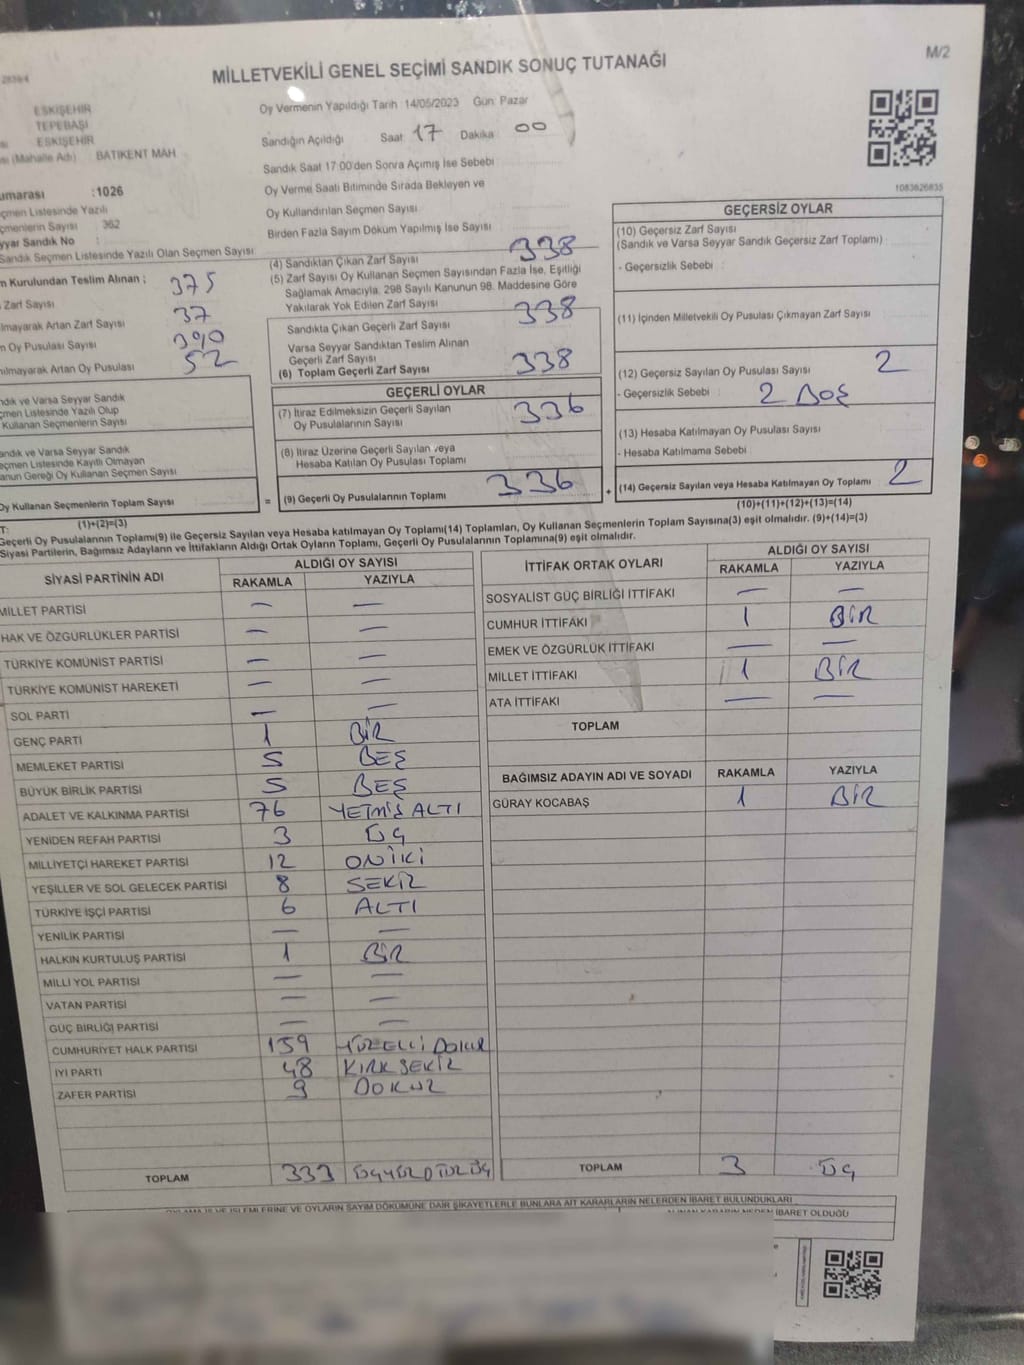 MİLLETVEKİLİ GENEL SEÇİMİ SANDIK SONUÇ TUTANAĞI
M/2
ESKİŞEHİR
TEPEBAŞI
ESKİŞEHİR
(Mahalle Adı) BATIKENT MAH
umarası :1026
çmen Listesinde Yazılı
çmenlerin Sayısı 362
yyar Sandık No :
Sandık Seçmen Listesinde Yazılı Olan Seçmen Sayısı
m Kurulundan Teslim Alınan ; 375
Zarf Sayısı
lmayarak Artan Zarf Sayısı 37
n Oy Pusulası Sayısı 390
nılmayarak Artan Oy Pusulası 52
ndık ve Varsa Seyyar Sandık
çmen Listesinde Yazılı Olup
Kullanan Seçmenlerin Sayısı
andık ve Varsa Seyyar Sandık
eçmen Listesinde Kayıtlı Olmayan
anun Gereği Oy Kullanan Seçmen Sayısı
Oy Kullanan Seçmenlerin Toplam Sayısı
(1)+(2)=(3)
Oy Vermenin Yapıldığı Tarih : 14/05/2023 Gün: Pazar
Sandığın Açıldığı Saat 17 Dakika 00
Sandık Saat 17:00'den Sonra Açımış İse Sebebi
Oy Verme Saati Bitiminde Sırada Bekleyen ve
Oy Kullandırılan Seçmen Sayısı
Birden Fazla Sayım Döküm Yapılmış İse Sayısı
(4) Sandıktan Çıkan Zarf Sayısı 338
(5) Zarf Sayısı Oy Kullanan Seçmen Sayısından Fazla İse, Eşitliği
Sağlamak Amacıyla, 298 Sayılı Kanunun 98. Maddesine Göre
Yakılarak Yok Edilen Zarf Sayısı
Sandıkta Çıkan Geçerli Zarf Sayısı 338
Varsa Seyyar Sandıktan Teslim Alınan
Geçerli Zarf Sayısı
(6) Toplam Geçerli Zarf Sayısı 338
GEÇERLİ OYLAR
(7) İtiraz Edilmeksizin Geçerli Sayılan
Oy Pusulalarının Sayısı 336
(8) İtiraz Üzerine Geçerli Sayılan veya
Hesaba Katılan Oy Pusulası Toplamı
= (9) Geçerli Oy Pusulalarının Toplamı 336 +
1083626835
GEÇERSİZ OYLAR
(10) Geçersiz Zarf Sayısı
(Sandık ve Varsa Seyyar Sandık Geçersiz Zarf Toplamı)
- Geçersizlik Sebebi :
(11) İçinden Milletvekili Oy Pusulası Çıkmayan Zarf Sayısı
(12) Geçersiz Sayılan Oy Pusulası Sayısı 2
- Geçersizlik Sebebi : 2 BOŞ
(13) Hesaba Katılmayan Oy Pusulası Sayısı
- Hesaba Katılmama Sebebi
(14) Geçersiz Sayılan veya Hesaba Katılmayan Oy Toplamı 2
(10)+(11)+(12)+(13)=(14)
T:
Geçerli Oy Pusulalarının Toplamı(9) ile Geçersiz Sayılan veya Hesaba katılmayan Oy Toplamı(14) Toplamları, Oy Kullanan Seçmenlerin Toplam Sayısına(3) eşit olmalıdır. (9)+(14)=(3)
Siyasi Partilerin, Bağımsız Adayların ve İttifakların Aldığı Ortak Oyların Toplamı, Geçerli Oy Pusulalarının Toplamına(9) eşit olmalıdır.
SİYASİ PARTİNİN ADI ALDIĞI OY SAYISI
RAKAMLA YAZIYLA
MİLLET PARTİSİ — —
HAK VE ÖZGÜRLÜKLER PARTİSİ — —
TÜRKİYE KOMÜNİST PARTİSİ — —
TÜRKİYE KOMÜNİST HAREKETİ — —
SOL PARTİ — —
GENÇ PARTİ 1 BİR
MEMLEKET PARTİSİ 5 BEŞ
BÜYÜK BİRLİK PARTİSİ 5 BEŞ
ADALET VE KALKINMA PARTİSİ 76 YETMİŞ ALTI
YENİDEN REFAH PARTİSİ 3 ÜÇ
MİLLİYETÇİ HAREKET PARTİSİ 12 ONİKİ
YEŞİLLER VE SOL GELECEK PARTİSİ 8 SEKİZ
TÜRKİYE İŞÇİ PARTİSİ 6 ALTI
YENİLİK PARTİSİ — —
HALKIN KURTULUŞ PARTİSİ 1 BİR
MİLLİ YOL PARTİSİ — —
VATAN PARTİSİ — —
GÜÇ BİRLİĞİ PARTİSİ — —
CUMHURİYET HALK PARTİSİ 159 YÜZELLİ DOKUZ
İYİ PARTİ 48 KIRK SEKİZ
ZAFER PARTİSİ 9 DOKUZ
TOPLAM 333 ÜÇYÜZ OTUZ ÜÇ
İTTİFAK ORTAK OYLARI ALDIĞI OY SAYISI
RAKAMLA YAZIYLA
SOSYALİST GÜÇ BİRLİĞİ İTTİFAKI — —
CUMHUR İTTİFAKI 1 BİR
EMEK VE ÖZGÜRLÜK İTTİFAKI — —
MİLLET İTTİFAKI 1 BİR
ATA İTTİFAKI — —
TOPLAM
BAĞIMSIZ ADAYIN ADI VE SOYADI RAKAMLA YAZIYLA
GÜRAY KOCABAŞ 1 BİR
TOPLAM 3 ÜÇ
OYLAMA İŞ VE İŞLEMLERİNE VE OYLARIN SAYIM DÖKÜMÜNE DAİR ŞİKAYETLERLE BUNLARA AİT KARARLARIN NELERDEN İBARET BULUNDUKLARI
ALINAN KARARIN NEDEN İBARET OLDUĞU